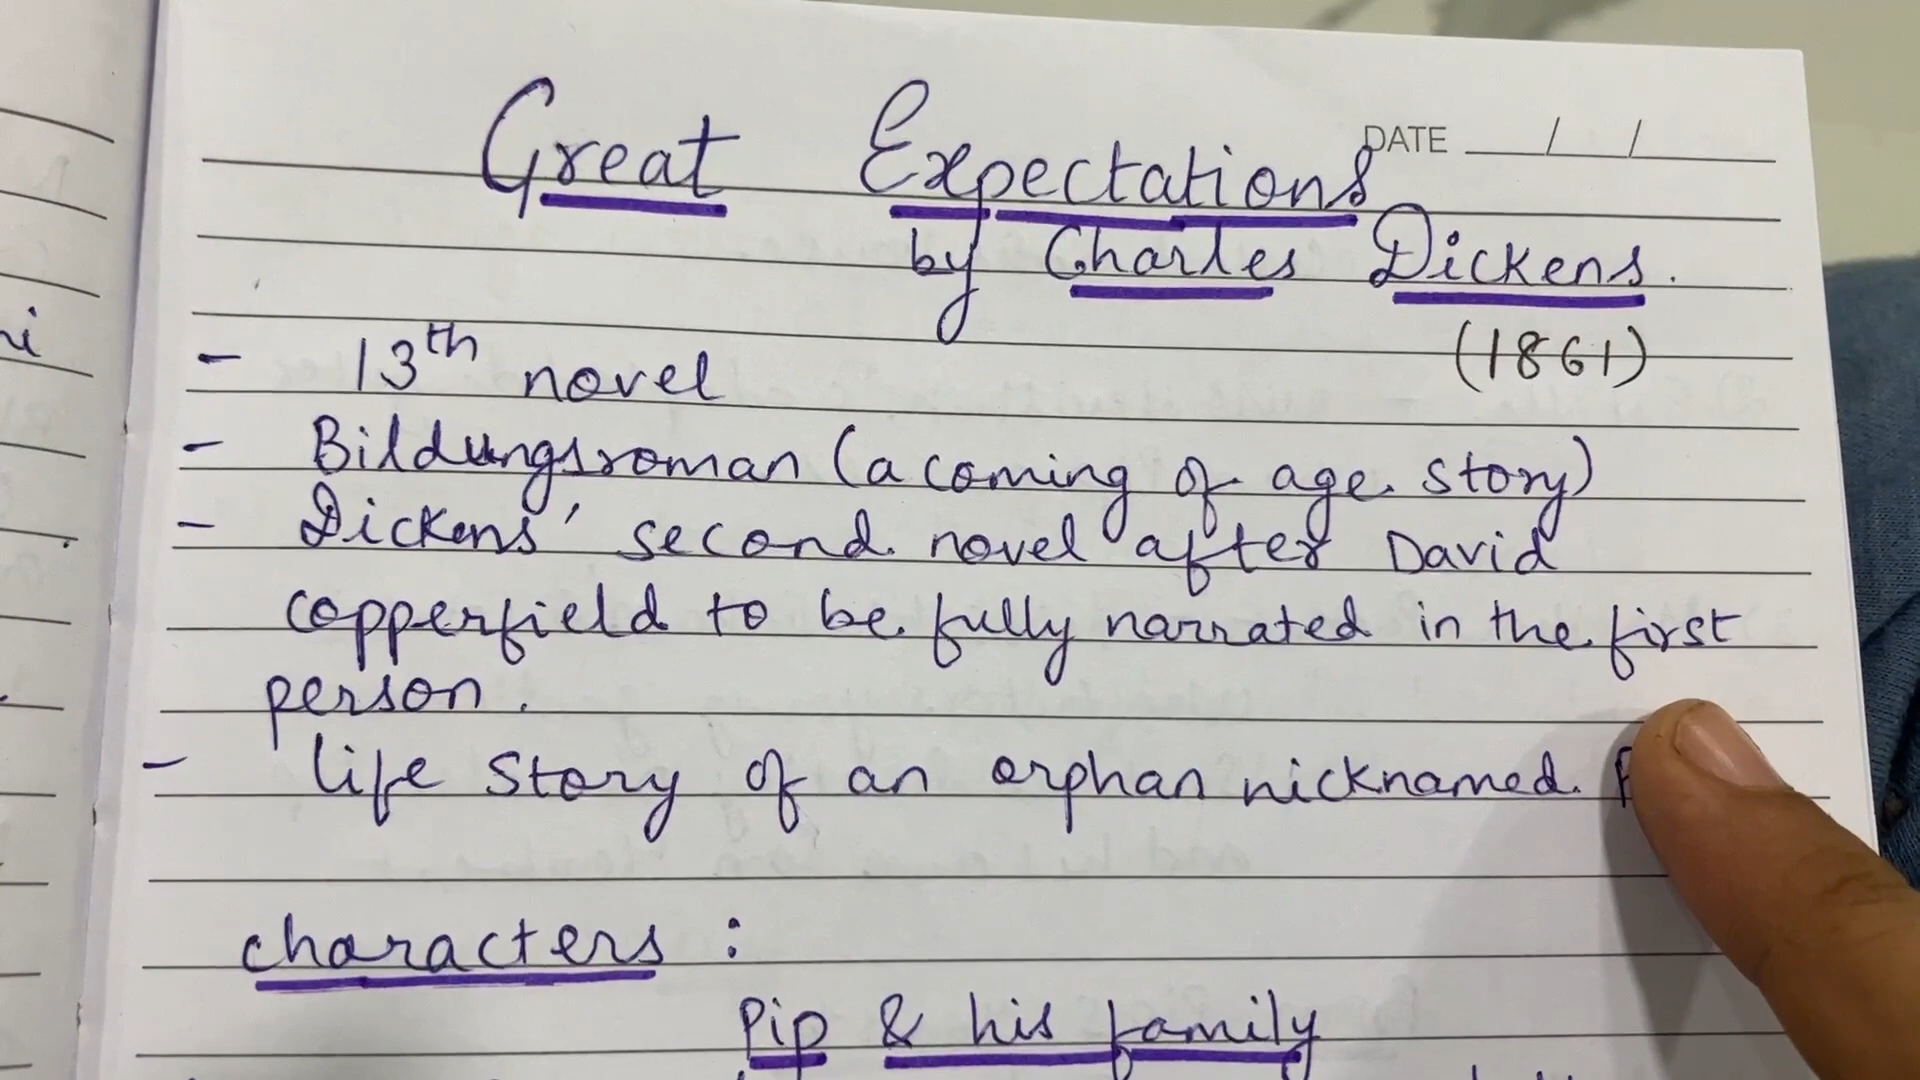 DATE / /
Great Expectations
by Charles Dickens.
(1861)
- 13th novel
- Bildungsroman (a coming of age story)
- Dickens' second novel after David
copperfield to be fully narrated in the first
person.
- life story of an orphan nicknamed
characters :
Pip & his family